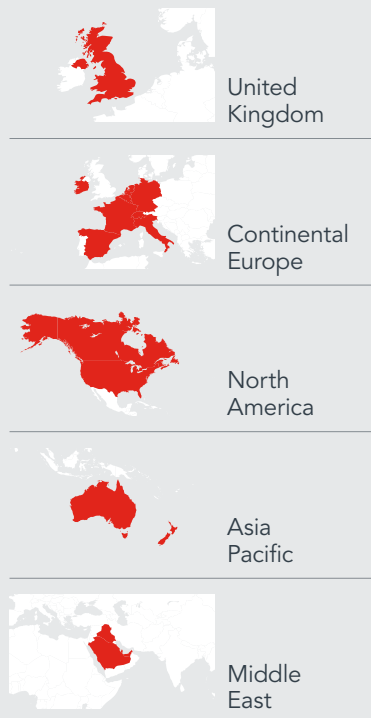 United
Kingdom
Continental
Europe
North
America
Asia
Pacific
Middle
East